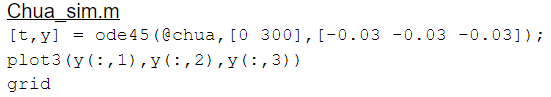 Chua_sim.m
[t,y] = ode45(@chua,[0 300],[-0.03 -0.03 -0.03]);
plot3(y(:,1),y(:,2),y(:,3))
grid